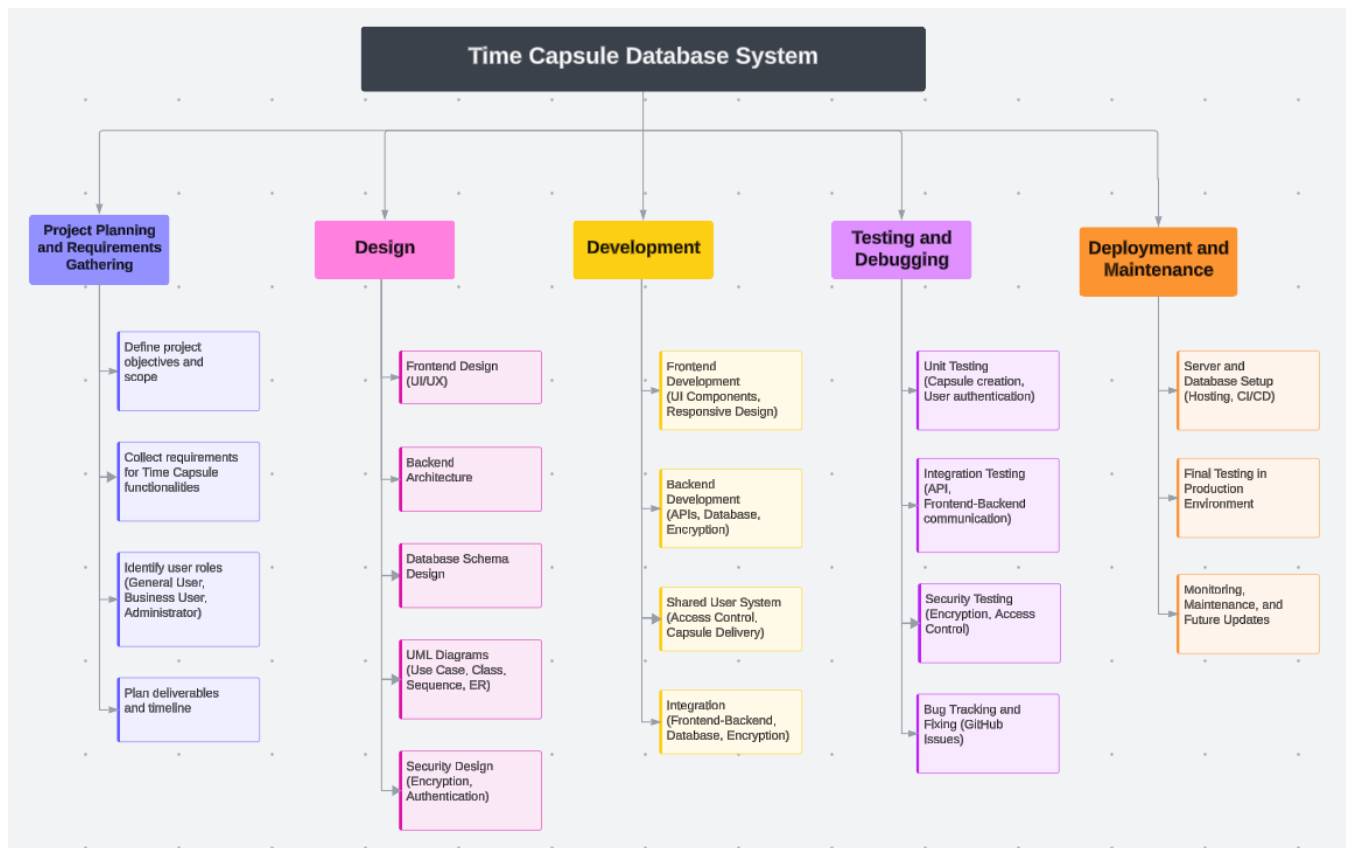 Time Capsule Database System
Project Planning
and Requirements
Gathering
Define project
objectives and
scope
Collect requirements
for Time Capsule
functionalities
Identify user roles
(General User,
Business User,
Administrator)
Plan deliverables
and timeline
Design
Frontend Design
(UI/UX)
Backend
Architecture
Database Schema
Design
UML Diagrams
(Use Case, Class,
Sequence, ER)
Security Design
(Encryption,
Authentication)
Development
Frontend
Development
(UI Components,
Responsive Design)
Backend
Development
(APIs, Database,
Encryption)
Shared User System
(Access Control,
Capsule Delivery)
Integration
(Frontend-Backend,
Database, Encryption)
Testing and
Debugging
Unit Testing
(Capsule creation,
User authentication)
Integration Testing
(API,
Frontend-Backend
communication)
Security Testing
(Encryption, Access
Control)
Bug Tracking and
Fixing (GitHub
Issues)
Deployment and
Maintenance
Server and
Database Setup
(Hosting, CI/CD)
Final Testing in
Production
Environment
Monitoring,
Maintenance, and
Future Updates